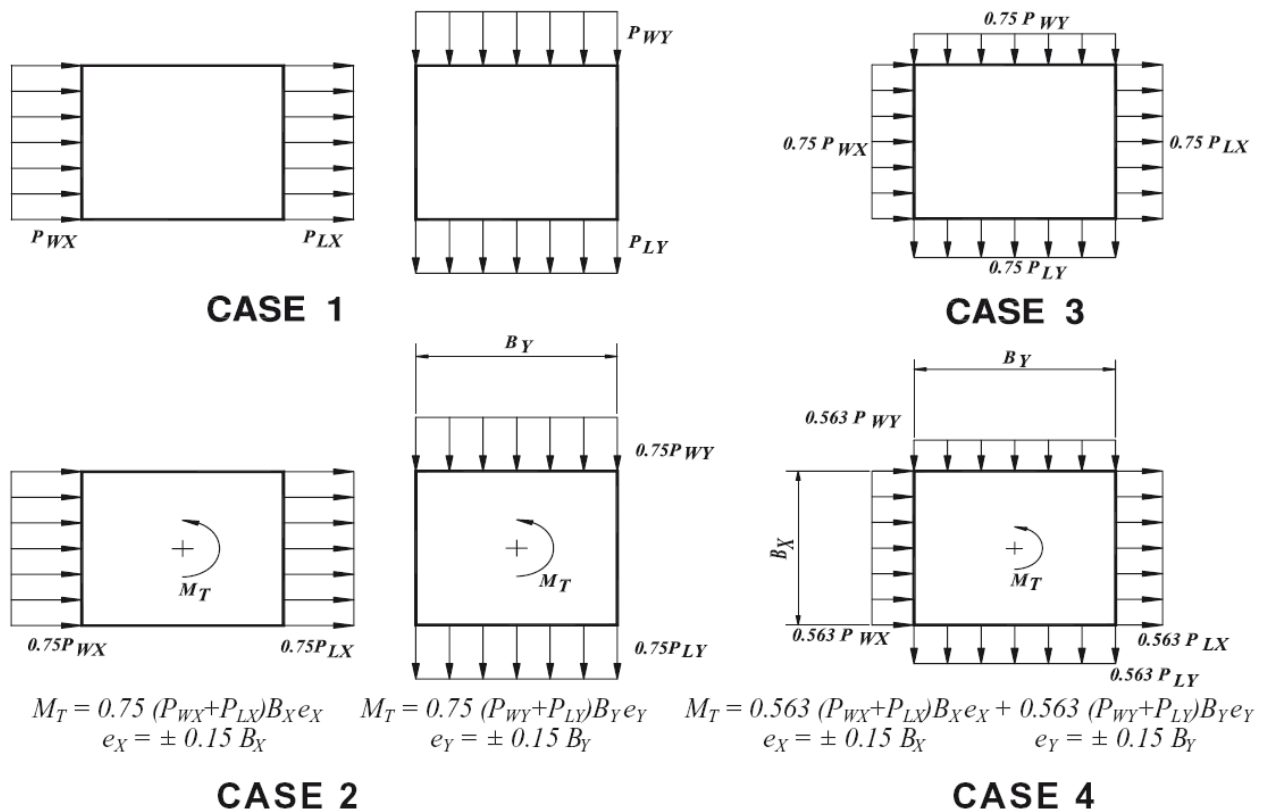 P WX
P LX
P WY
P LY
CASE 1
0.75 P WY
0.75 P WX
0.75 P LX
0.75 P LY
CASE 3
M T
0.75P WX
0.75P LX
M T = 0.75 (P WX+P LX)B X e X
e X = ± 0.15 B X
B Y
0.75P WY
M T
0.75P LY
M T = 0.75 (P WY+P LY)B Y e Y
e Y = ± 0.15 B Y
CASE 2
B Y
0.563 P WY
B X
M T
0.563 P WX
0.563 P LX
0.563 P LY
M T = 0.563 (P WX+P LX)B X e X + 0.563 (P WY+P LY)B Y e Y
e X = ± 0.15 B X e Y = ± 0.15 B Y
CASE 4